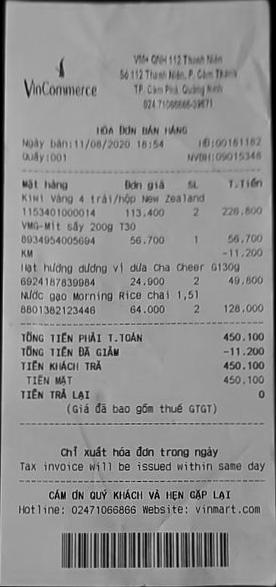 VinCommerce
VM+ QNH 112 Thanh Niên
Số 112 Thanh Niên, P. Cẩm Thành
TP. Cẩm Phả, Quảng Ninh
024.71066866-39671
HÓA ĐƠN BÁN HÀNG
Ngày bán:11/08/2020 18:54 HĐ:00161182
Quầy:001 NVBH:09015346
Mặt hàng Đơn giá SL T.Tiền
Kiwi Vàng 4 trái/hộp New Zealand
1153401000014 113.400 2 226.800
VMG-Mít sấy 200g T30
8934954005694 56.700 1 56.700
KM -11.200
Hạt hướng dương vị dừa Cha Cheer G130g
6924187839984 24.900 2 49.800
Nước gạo Morning Rice chai 1,5l
8801382123446 64.000 2 128.000
TỔNG TIỀN PHẢI T.TOÁN 450.100
TỔNG TIỀN ĐÃ GIẢM -11.200
TIỀN KHÁCH TRẢ 450.100
TIỀN MẶT 450.100
TIỀN TRẢ LẠI 0
(Giá đã bao gồm thuế GTGT)
Chỉ xuất hóa đơn trong ngày
Tax invoice will be issued within same day
CẢM ƠN QUÝ KHÁCH VÀ HẸN GẶP LẠI
Hotline: 02471066866 Website: vinmart.com